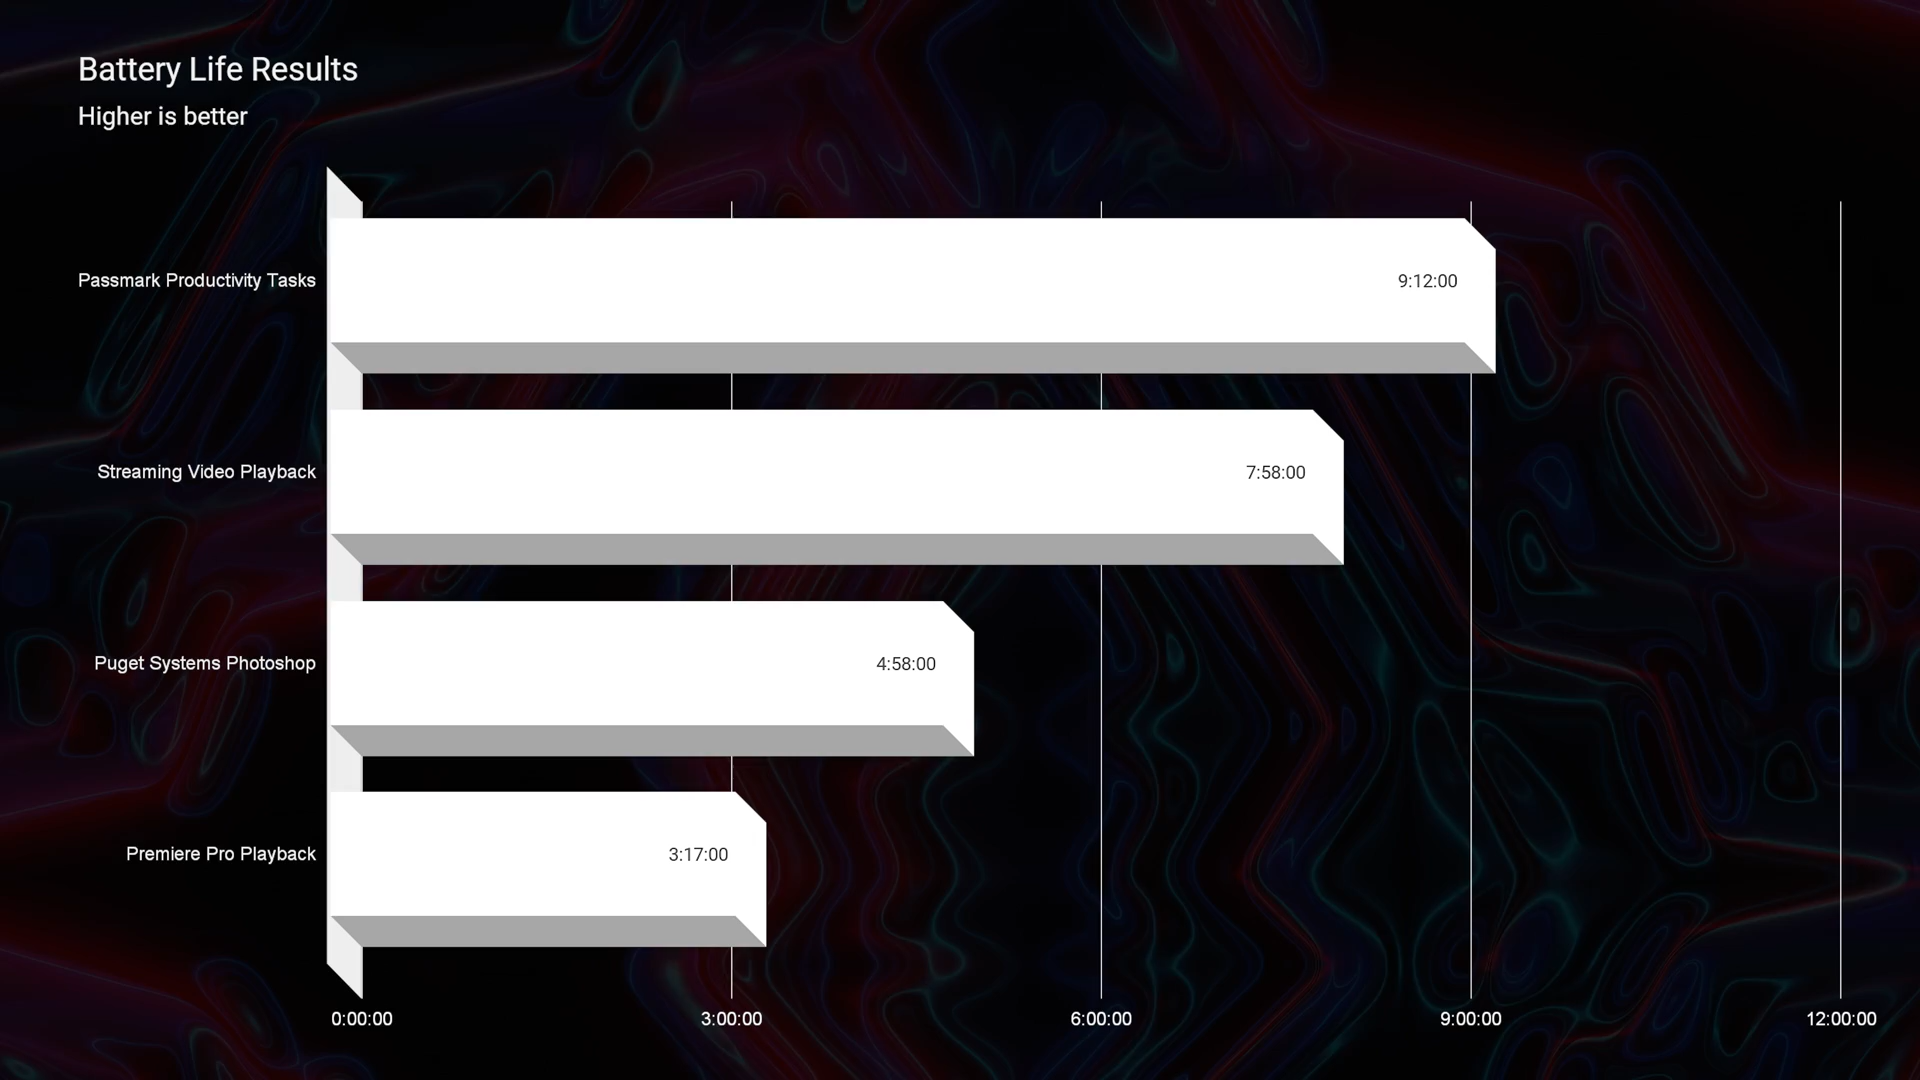 Battery Life Results
Higher is better
Passmark Productivity Tasks
9:12:00
Streaming Video Playback
7:58:00
Puget Systems Photoshop
4:58:00
Premiere Pro Playback
3:17:00
0:00:00
3:00:00
6:00:00
9:00:00
12:00:00